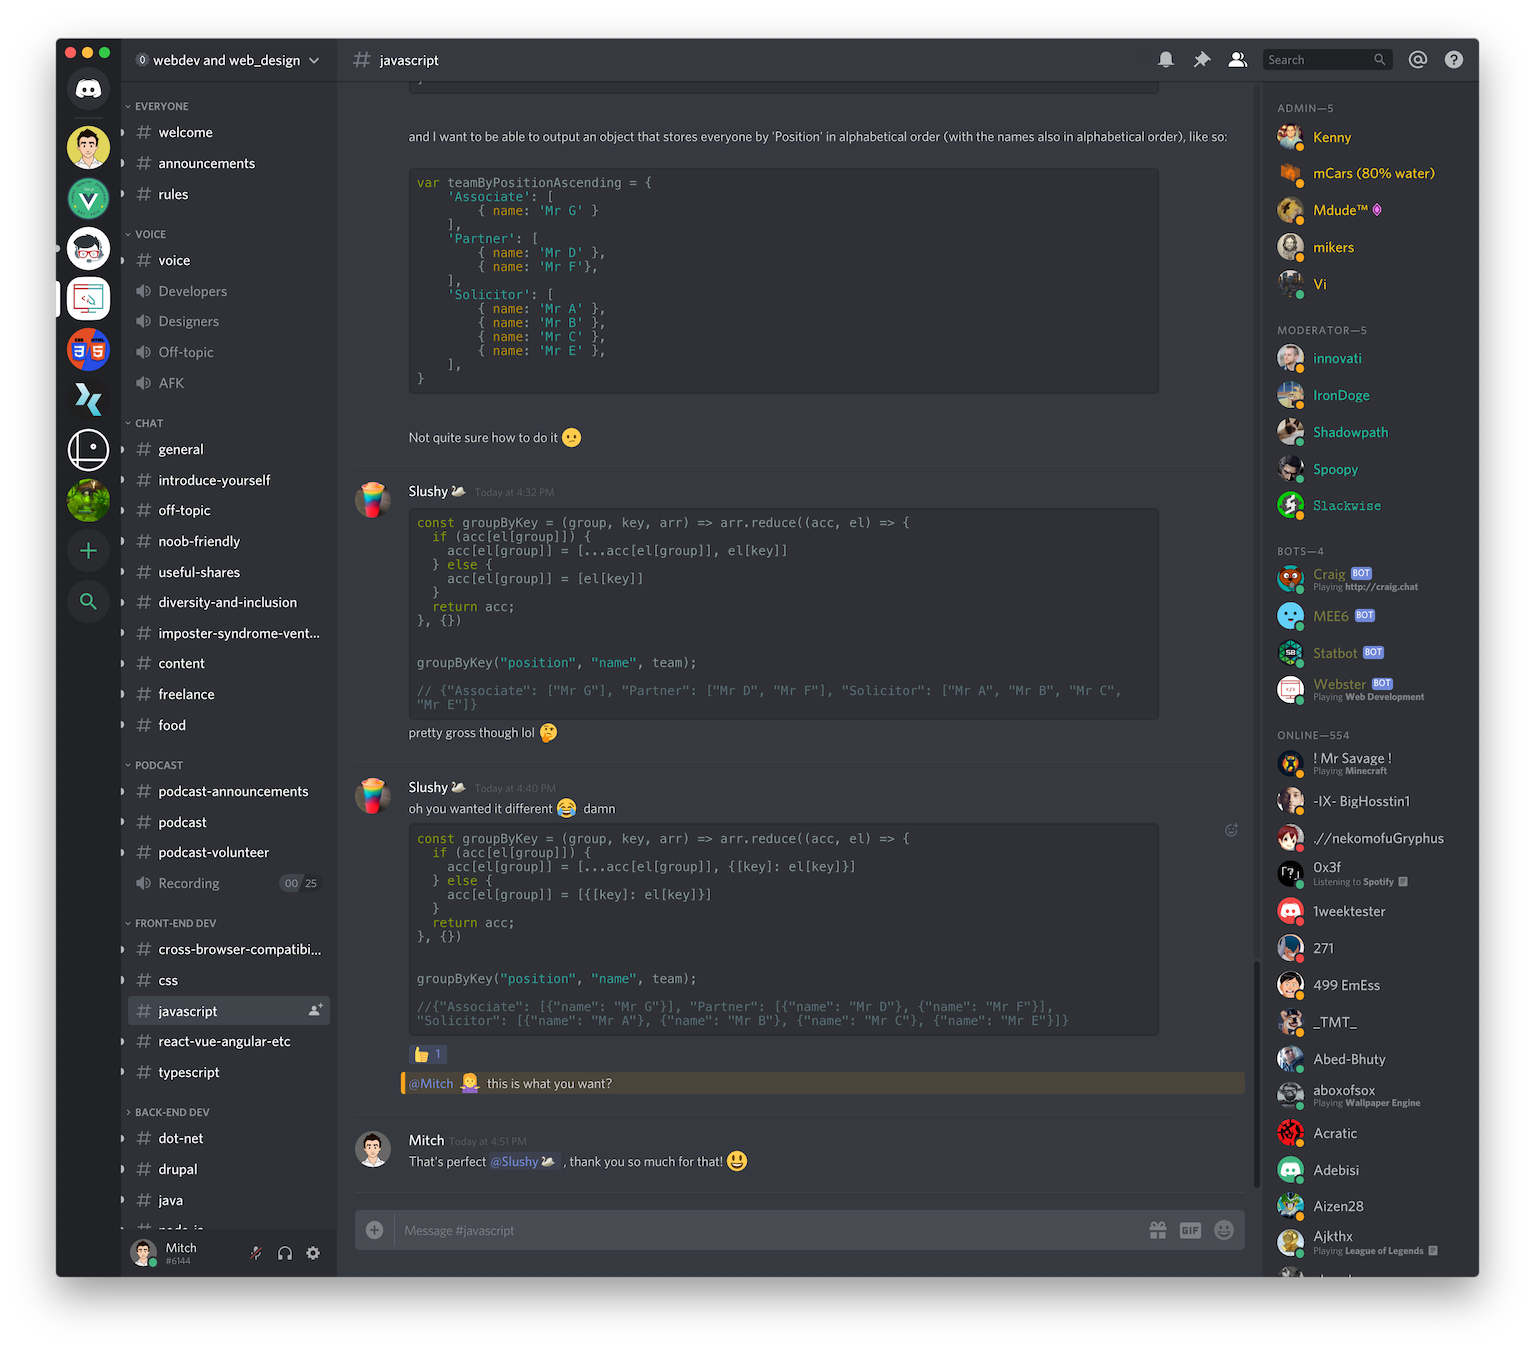 webdev and web_design
EVERYONE
# welcome
# announcements
# rules
VOICE
# voice
Developers
Designers
Off-topic
AFK
CHAT
# general
# introduce-yourself
# off-topic
# noob-friendly
# useful-shares
# diversity-and-inclusion
# imposter-syndrome-vent...
# content
# freelance
# food
PODCAST
# podcast-announcements
# podcast
# podcast-volunteer
Recording 00 25
FRONT-END DEV
# cross-browser-compatibi...
# css
# javascript
# react-vue-angular-etc
# typescript
BACK-END DEV
# dot-net
# drupal
# java
Mitch
#6144
# javascript
Search
and I want to be able to output an object that stores everyone by 'Position' in alphabetical order (with the names also in alphabetical order), like so:
var teamByPositionAscending = {
    'Associate': [
        { name: 'Mr G' }
    ],
    'Partner': [
        { name: 'Mr D' },
        { name: 'Mr F'},
    ],
    'Solicitor': [
        { name: 'Mr A' },
        { name: 'Mr B' },
        { name: 'Mr C' },
        { name: 'Mr E' },
    ],
}
Not quite sure how to do it 😕
Slushy Today at 4:32 PM
const groupByKey = (group, key, arr) => arr.reduce((acc, el) => {
  if (acc[el[group]]) {
    acc[el[group]] = [...acc[el[group]], el[key]]
  } else {
    acc[el[group]] = [el[key]]
  }
  return acc;
}, {})
groupByKey("position", "name", team);
// {"Associate": ["Mr G"], "Partner": ["Mr D", "Mr F"], "Solicitor": ["Mr A", "Mr B", "Mr C",
"Mr E"]}
pretty gross though lol 🤔
Slushy Today at 4:40 PM
oh you wanted it different 😂 damn
const groupByKey = (group, key, arr) => arr.reduce((acc, el) => {
  if (acc[el[group]]) {
    acc[el[group]] = [...acc[el[group]], {[key]: el[key]}]
  } else {
    acc[el[group]] = [{[key]: el[key]}]
  }
  return acc;
}, {})
groupByKey("position", "name", team);
//{"Associate": [{"name": "Mr G"}], "Partner": [{"name": "Mr D"}, {"name": "Mr F"}],
"Solicitor": [{"name": "Mr A"}, {"name": "Mr B"}, {"name": "Mr C"}, {"name": "Mr E"}]}
👍 1
@Mitch this is what you want?
Mitch Today at 4:51 PM
That's perfect @Slushy , thank you so much for that! 😃
Message #javascript
GIF
ADMIN—5
Kenny
mCars (80% water)
Mdude™
mikers
Vi
MODERATOR—5
innovati
IronDoge
Shadowpath
Spoopy
Slackwise
BOTS—4
Craig BOT
Playing http://craig.chat
MEE6 BOT
SB
Statbot BOT
Webster BOT
Playing Web Development
ONLINE—554
! Mr Savage !
Playing Minecraft
-IX- BigHosstin1
.//nekomofuGryphus
0x3f
Listening to Spotify
1weektester
271
499 EmEss
_TMT_
Abed-Bhuty
aboxofsox
Playing Wallpaper Engine
Acratic
Adebisi
Aizen28
Ajkthx
Playing League of Legends